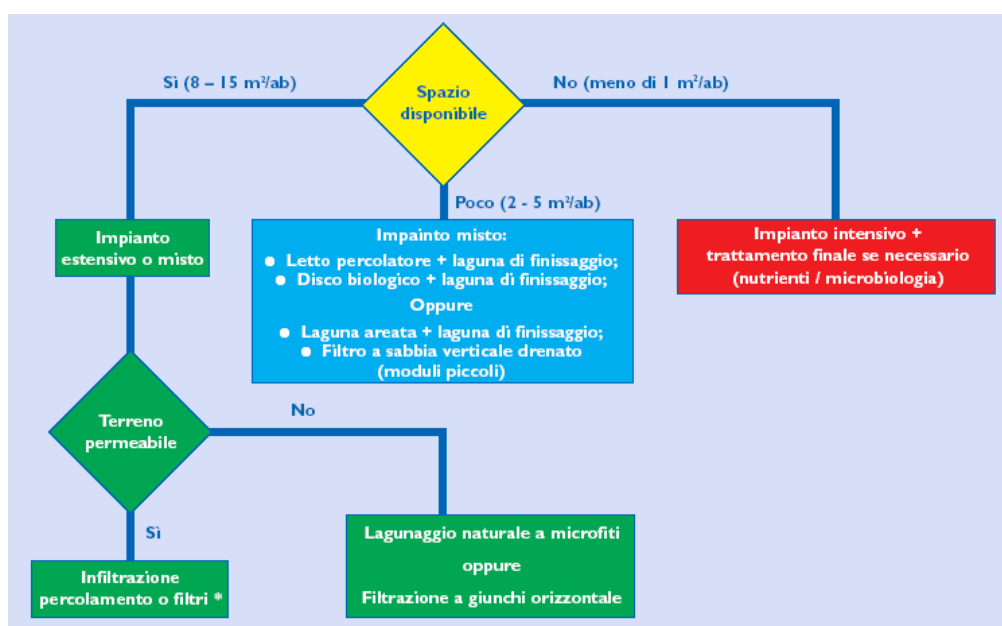 Sì (8 – 15 m²/ab)
Spazio
disponibile
No (meno di 1 m²/ab)
Poco (2 - 5 m²/ab)
Impianto
estensivo o misto
Impainto misto:
● Letto percolatore + laguna di finissaggio;
● Disco biologico + laguna di finissaggio;
Oppure
● Laguna areata + laguna di finissaggio;
● Filtro a sabbia verticale drenato
(moduli piccoli)
Impianto intensivo +
trattamento finale se necessario
(nutrienti / microbiologia)
Terreno
permeabile
No
Sì
Infiltrazione
percolamento o filtri *
Lagunaggio naturale a microfiti
oppure
Filtrazione a giunchi orizzontale